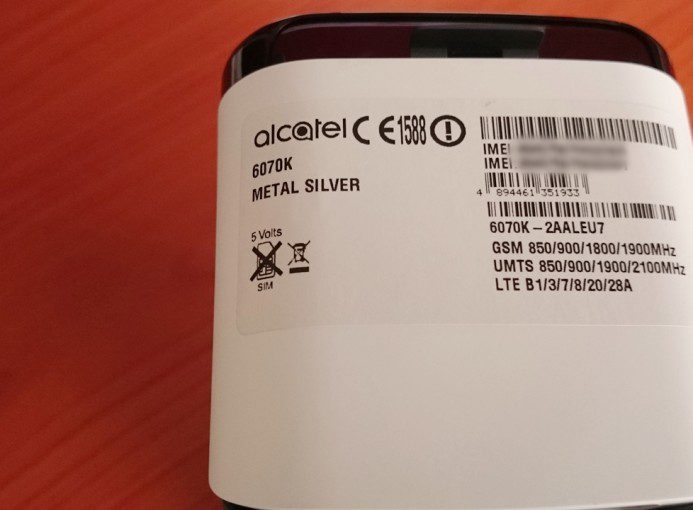 alcatel CE1588
6070K
METAL SILVER
5 Volts
SIM
IMEI
IMEI
4 894461 351933
6070K-2AALEU7
GSM 850/900/1800/1900MHz
UMTS 850/900/1900/2100MHz
LTE B1/3/7/8/20/28A